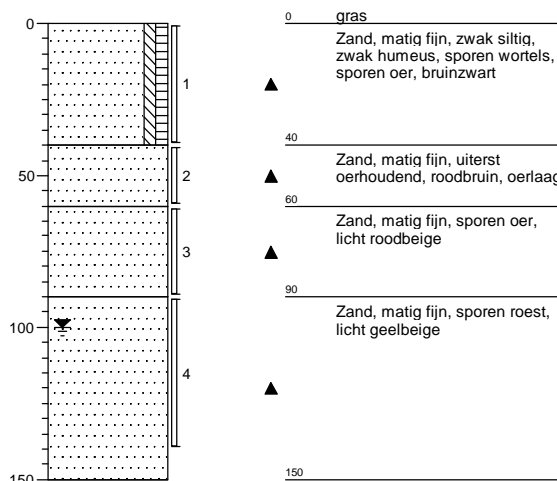 0
50
100
150
1
2
3
4
0
gras
Zand, matig fijn, zwak siltig,
zwak humeus, sporen wortels,
sporen oer, bruinzwart
40
Zand, matig fijn, uiterst
oerhoudend, roodbruin, oerlaag
60
Zand, matig fijn, sporen oer,
licht roodbeige
90
Zand, matig fijn, sporen roest,
licht geelbeige
150